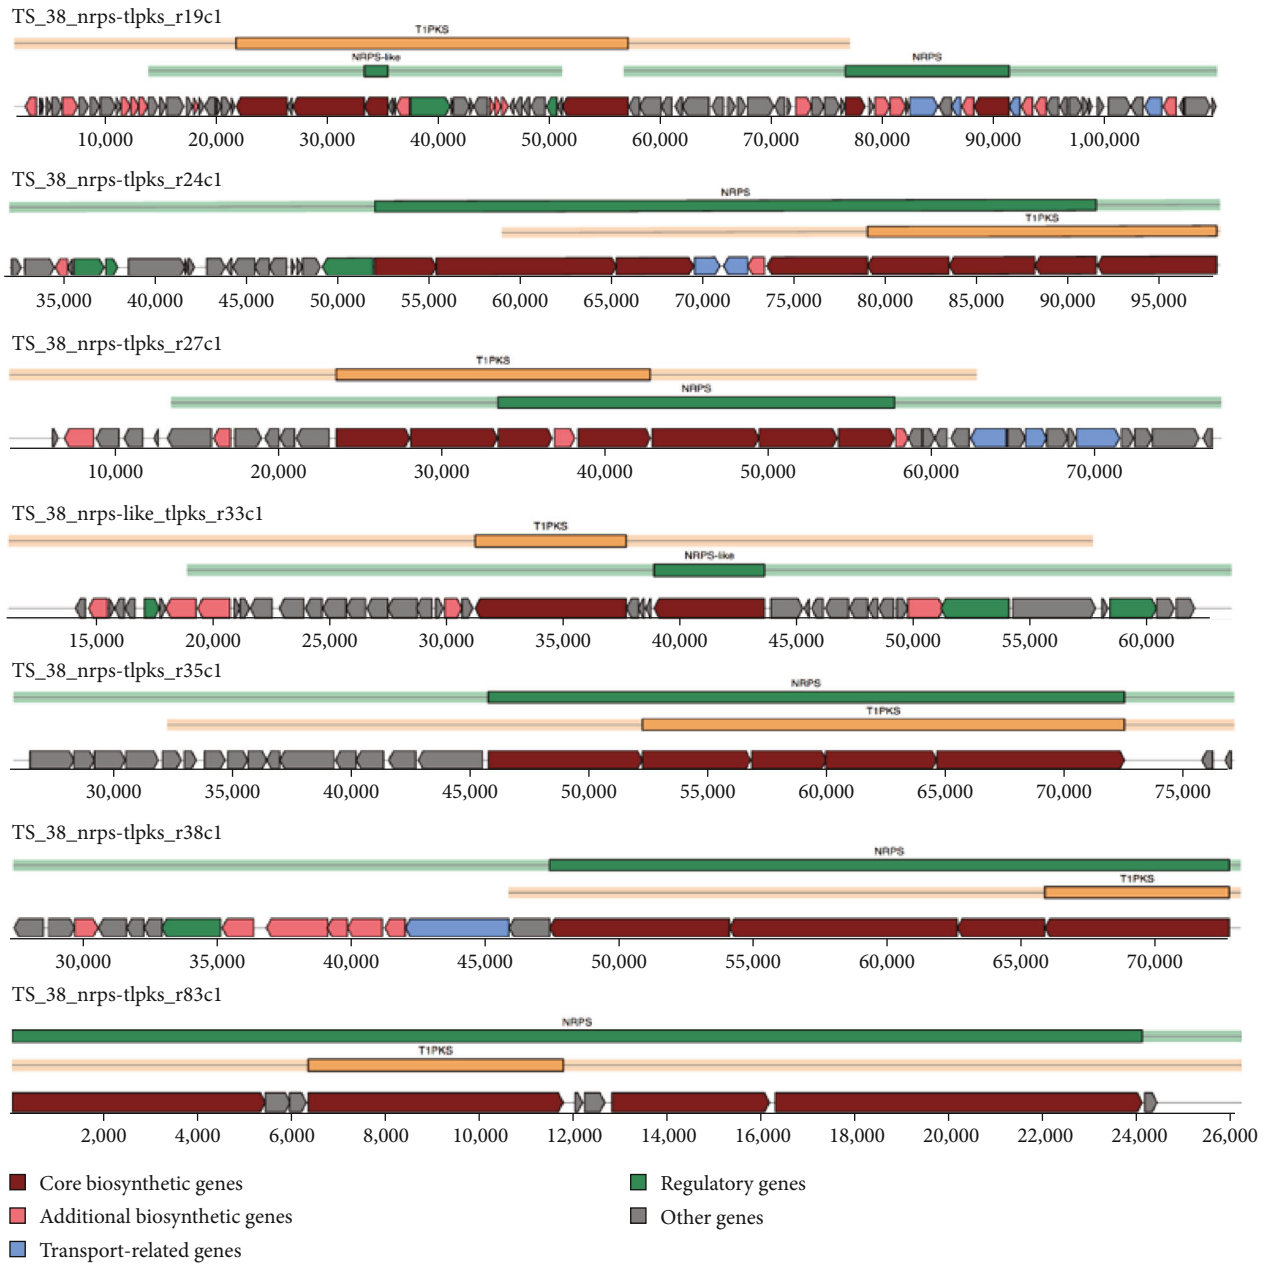 TS_38_nrps-tlpks_r19c1
T1PKS
NRPS-like
NRPS
10,000 20,000 30,000 40,000 50,000 60,000 70,000 80,000 90,000 1,00,000
TS_38_nrps-tlpks_r24c1
NRPS
T1PKS
35,000 40,000 45,000 50,000 55,000 60,000 65,000 70,000 75,000 80,000 85,000 90,000 95,000
TS_38_nrps-tlpks_r27c1
T1PKS
NRPS
10,000 20,000 30,000 40,000 50,000 60,000 70,000
TS_38_nrps-like_tlpks_r33c1
T1PKS
NRPS-like
15,000 20,000 25,000 30,000 35,000 40,000 45,000 50,000 55,000 60,000
TS_38_nrps-tlpks_r35c1
NRPS
T1PKS
30,000 35,000 40,000 45,000 50,000 55,000 60,000 65,000 70,000 75,000
TS_38_nrps-tlpks_r38c1
NRPS
T1PKS
30,000 35,000 40,000 45,000 50,000 55,000 60,000 65,000 70,000
TS_38_nrps-tlpks_r83c1
NRPS
T1PKS
2,000 4,000 6,000 8,000 10,000 12,000 14,000 16,000 18,000 20,000 22,000 24,000 26,000
Core biosynthetic genes
Additional biosynthetic genes
Transport-related genes
Regulatory genes
Other genes